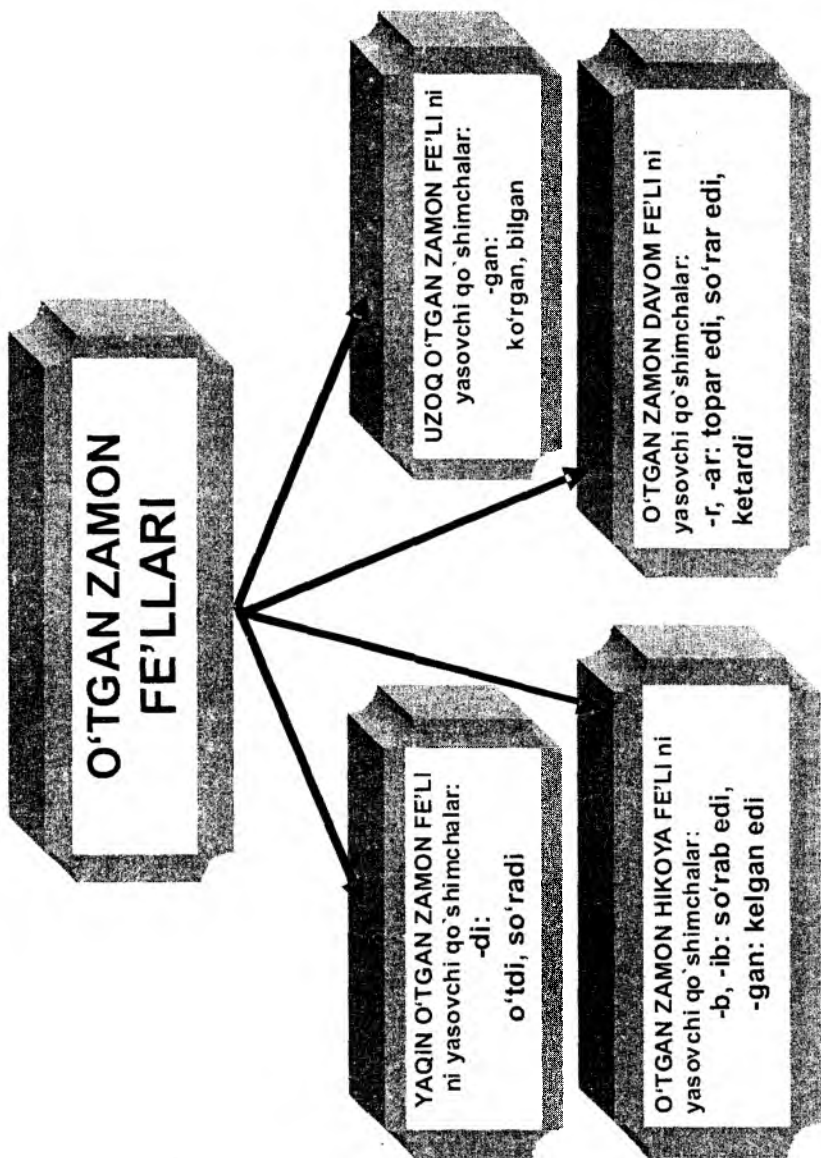 O‘TGAN ZAMON
FE’LLARI
YAQIN O‘TGAN ZAMON FE’LI
ni yasovchi qo`shimchalar:
-di:
o‘tdi, so‘radi
UZOQ O‘TGAN ZAMON FE’LI ni
yasovchi qo`shimchalar:
-gan:
ko‘rgan, bilgan
O‘TGAN ZAMON HIKOYA FE’LI ni
yasovchi qo`shimchalar:
-b, -ib: so‘rab edi,
-gan: kelgan edi
O‘TGAN ZAMON DAVOM FE’LI ni
yasovchi qo`shimchalar:
-r, -ar: topar edi, so‘rar edi,
ketardi